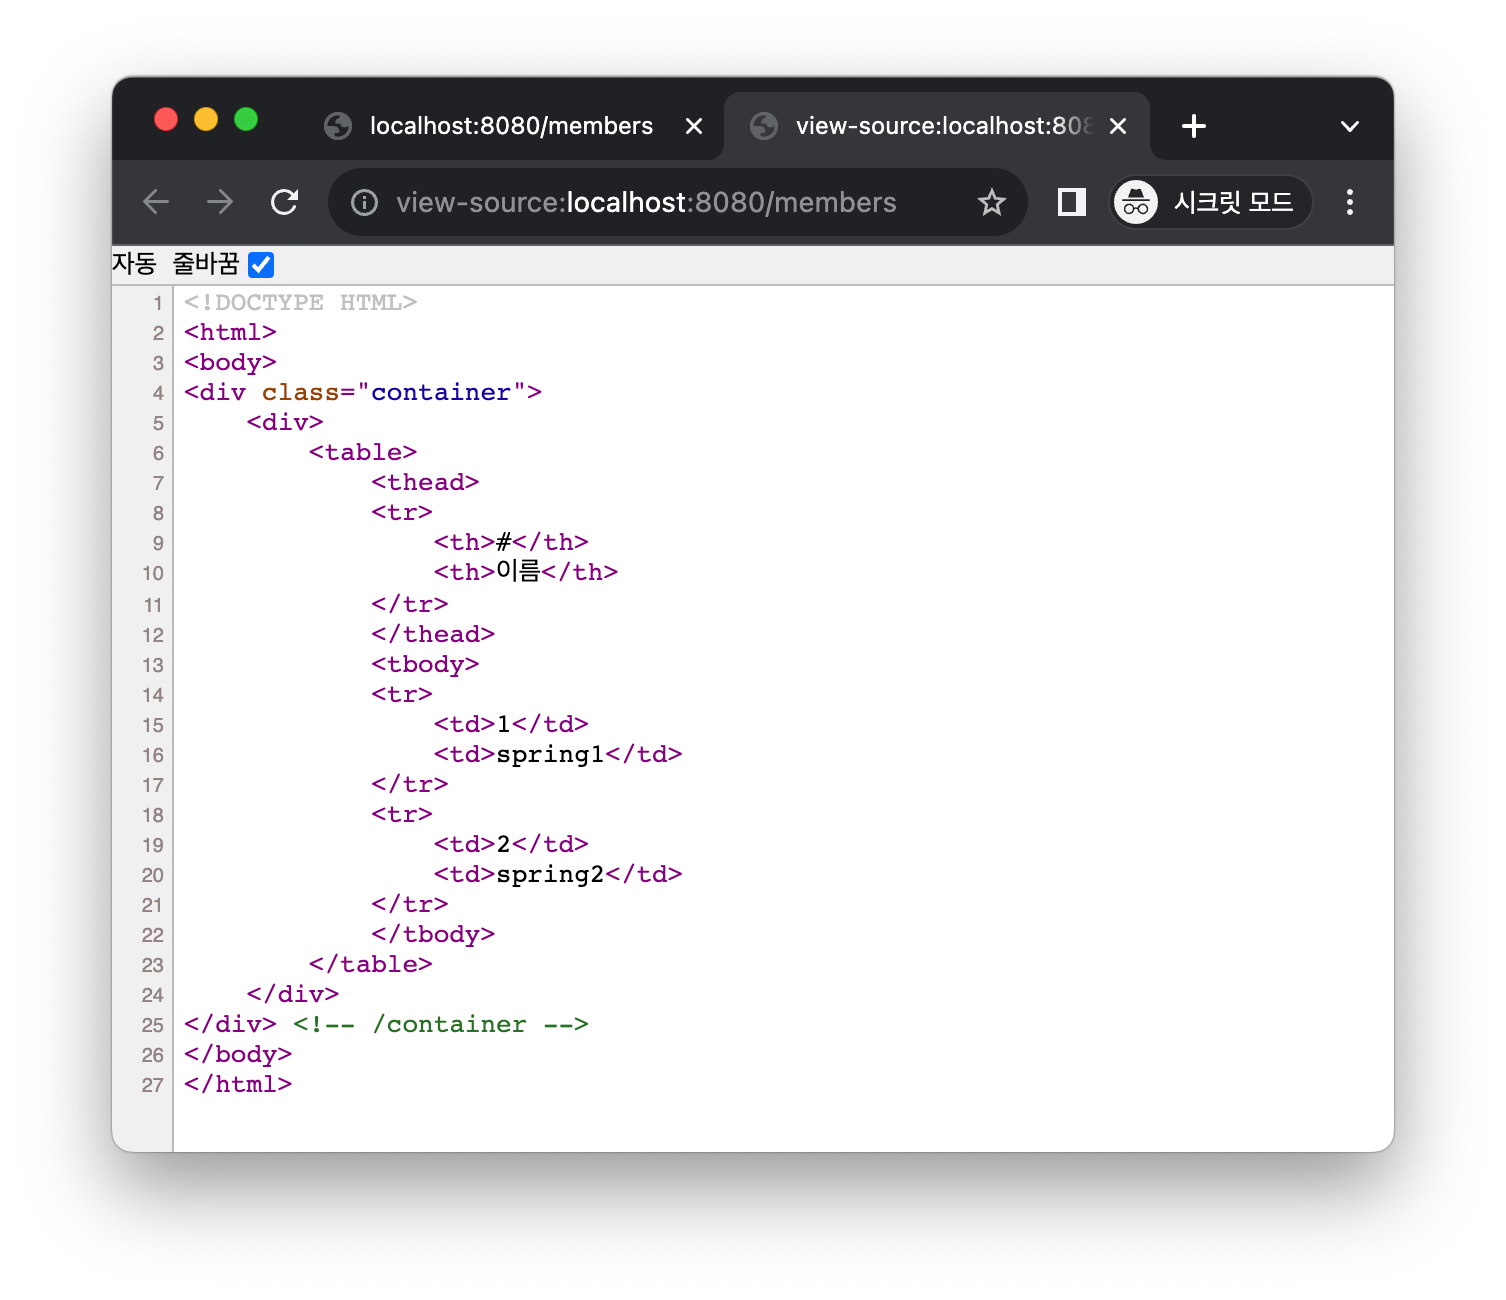 localhost:8080/members
view-source:localhost:808
view-source:localhost:8080/members
시크릿 모드
자동 줄바꿈
1 <!DOCTYPE HTML>
2 <html>
3 <body>
4 <div class="container">
5     <div>
6         <table>
7             <thead>
8             <tr>
9                 <th>#</th>
10                 <th>이름</th>
11             </tr>
12             </thead>
13             <tbody>
14             <tr>
15                 <td>1</td>
16                 <td>spring1</td>
17             </tr>
18             <tr>
19                 <td>2</td>
20                 <td>spring2</td>
21             </tr>
22             </tbody>
23         </table>
24     </div>
25 </div> <!-- /container -->
26 </body>
27 </html>